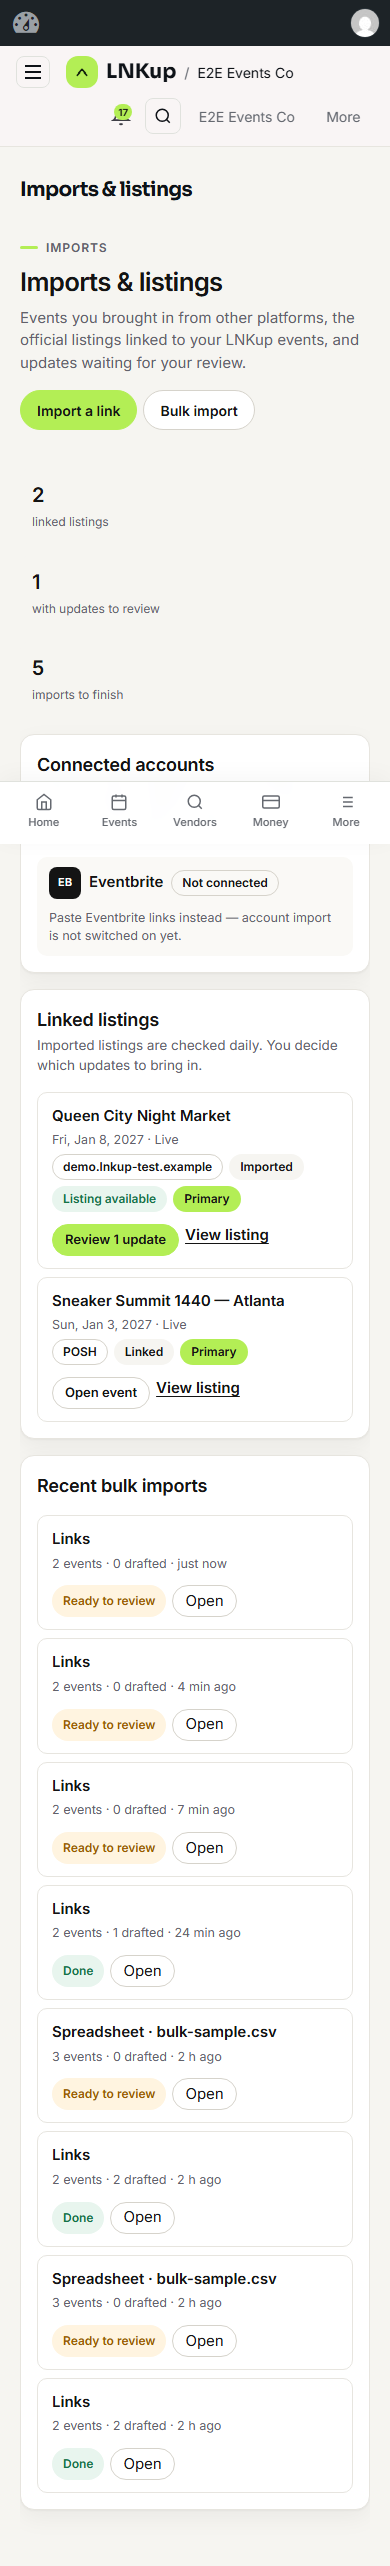 LNKup / E2E Events Co
17
E2E Events Co More
Imports & listings
IMPORTS
Imports & listings
Events you brought in from other platforms, the
official listings linked to your LNKup events, and
updates waiting for your review.
Import a link Bulk import
2
linked listings
1
with updates to review
5
imports to finish
Connected accounts
Home Events Vendors Money More
EB Eventbrite Not connected
Paste Eventbrite links instead — account import
is not switched on yet.
Linked listings
Imported listings are checked daily. You decide
which updates to bring in.
Queen City Night Market
Fri, Jan 8, 2027 · Live
demo.lnkup-test.example Imported
Listing available Primary
Review 1 update View listing
Sneaker Summit 1440 — Atlanta
Sun, Jan 3, 2027 · Live
POSH Linked Primary
Open event View listing
Recent bulk imports
Links
2 events · 0 drafted · just now
Ready to review Open
Links
2 events · 0 drafted · 4 min ago
Ready to review Open
Links
2 events · 0 drafted · 7 min ago
Ready to review Open
Links
2 events · 1 drafted · 24 min ago
Done Open
Spreadsheet · bulk-sample.csv
3 events · 0 drafted · 2 h ago
Ready to review Open
Links
2 events · 2 drafted · 2 h ago
Done Open
Spreadsheet · bulk-sample.csv
3 events · 0 drafted · 2 h ago
Ready to review Open
Links
2 events · 2 drafted · 2 h ago
Done Open